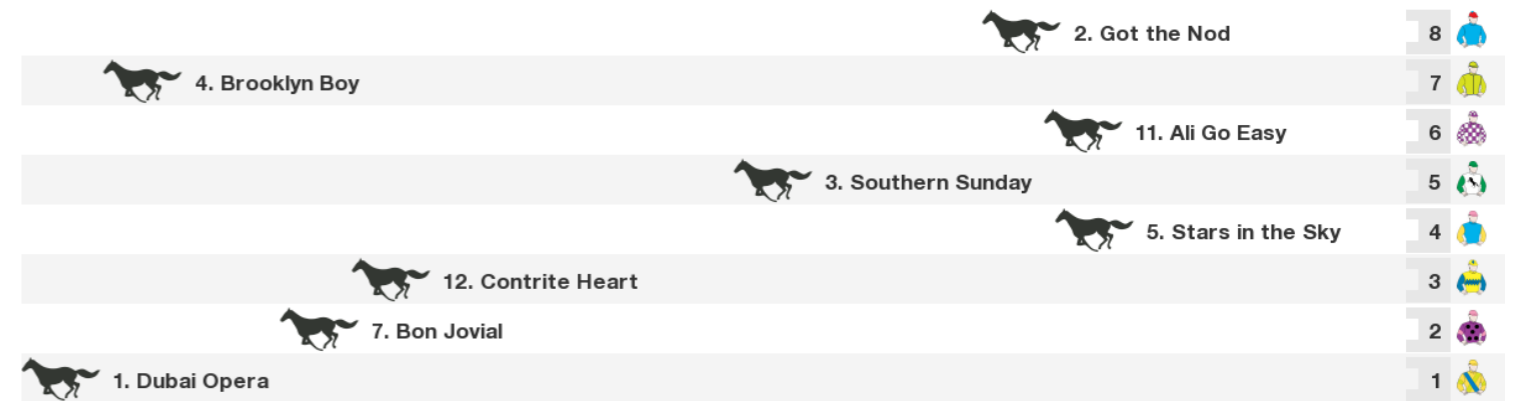 2. Got the Nod 8
4. Brooklyn Boy 7
11. Ali Go Easy 6
3. Southern Sunday 5
5. Stars in the Sky 4
12. Contrite Heart 3
7. Bon Jovial 2
1. Dubai Opera 1